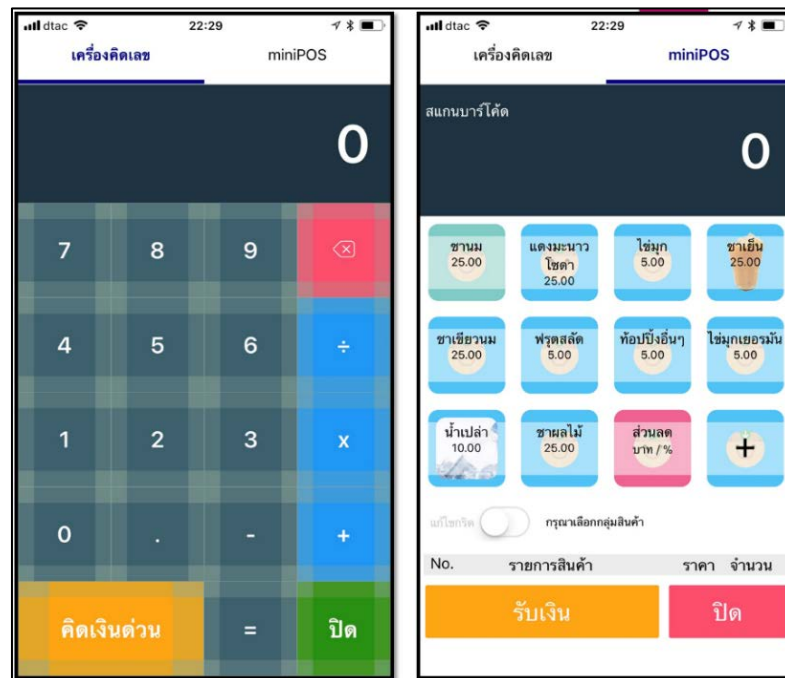 dtac 22:29
เครื่องคิดเลข miniPOS
0
7 8 9
4 5 6 ÷
1 2 3 x
0 . - +
คิดเงินด่วน = ปิด
dtac 22:29
เครื่องคิดเลข miniPOS
สแกนบาร์โค้ด
0
ชานม
25.00
แดงมะนาว
โซดา
25.00
ไข่มุก
5.00
ชาเย็น
25.00
ชาเขียวนม
25.00
ฟรุตสลัด
5.00
ท้อปปิ้งอื่นๆ
5.00
ไข่มุกเยอรมัน
5.00
น้ำเปล่า
10.00
ชาผลไม้
25.00
ส่วนลด
บาท / %
+
แก้ไขกริด กรุณาเลือกกลุ่มสินค้า
No. รายการสินค้า ราคา จำนวน
รับเงิน ปิด